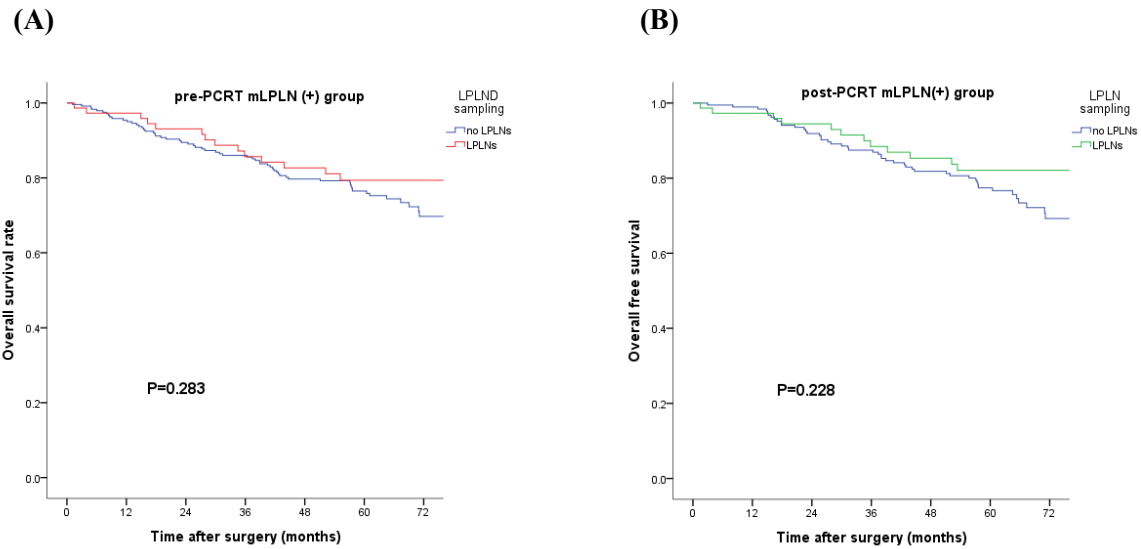 (A)
pre-PCRT mLPLN (+) group
LPLND
sampling
no LPLNs
LPLNs
Overall survival rate
1.0
0.8
0.6
0.4
0.2
0.0
P=0.283
0 12 24 36 48 60 72
Time after surgery (months)
(B)
post-PCRT mLPLN(+) group
LPLN
sampling
no LPLNs
LPLNs
Overall free survival
1.0
0.8
0.6
0.4
0.2
0.0
P=0.228
0 12 24 36 48 60 72
Time after surgery (months)